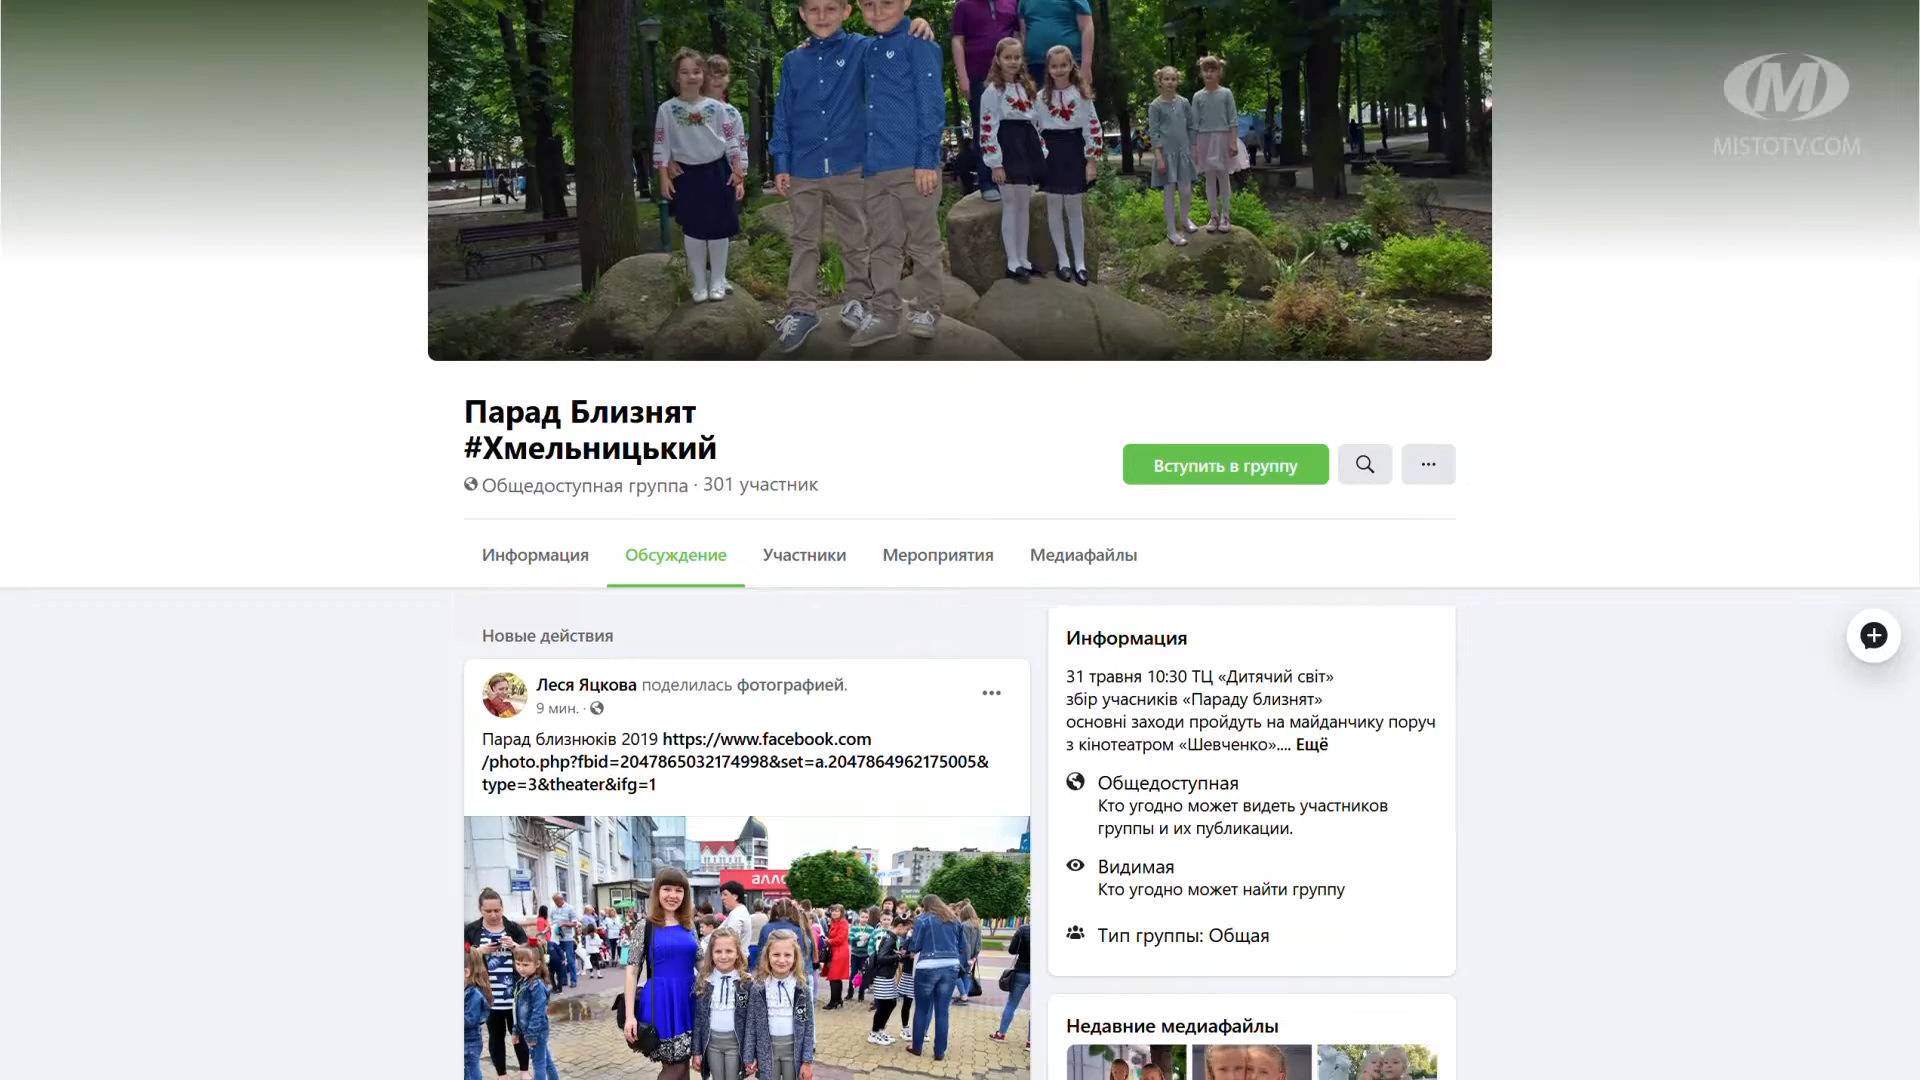 M
MISTOTV.COM
Парад Близнят
#Хмельницький
Общедоступная группа · 301 участник
Вступить в группу
Информация
Обсуждение
Участники
Мероприятия
Медиафайлы
Новые действия
Леся Яцкова поделилась фотографией.
9 мин. ·
Парад близнюків 2019 https://www.facebook.com
/photo.php?fbid=2047865032174998&set=a.2047864962175005&
type=3&theater&ifg=1
алло
Информация
31 травня 10:30 ТЦ «Дитячий світ»
збір учасників «Параду близнят»
основні заходи пройдуть на майданчику поруч
з кінотеатром «Шевченко».... Ещё
Общедоступная
Кто угодно может видеть участников
группы и их публикации.
Видимая
Кто угодно может найти группу
Тип группы: Общая
Недавние медиафайлы